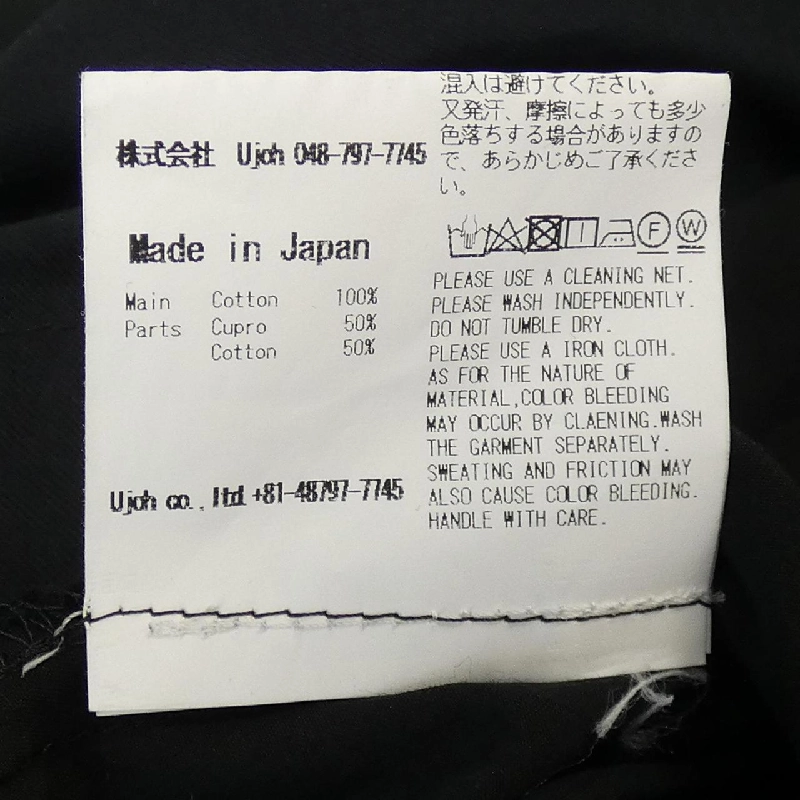 株式会社 Ujoh 048-797-7745
Made in Japan
Main Cotton 100%
Parts Cupro 50%
Cotton 50%
Ujoh co., ltd. +81-48797-7745
混入は避けてください。
又発汗、摩擦によっても多少
色落ちする場合がありますの
で、あらかじめご了承くださ
い。
F W
PLEASE USE A CLEANING NET.
PLEASE WASH INDEPENDENTLY.
DO NOT TUMBLE DRY.
PLEASE USE A IRON CLOTH.
AS FOR THE NATURE OF
MATERIAL,COLOR BLEEDING
MAY OCCUR BY CLAENING.WASH
THE GARMENT SEPARATELY.
SWEATING AND FRICTION MAY
ALSO CAUSE COLOR BLEEDING.
HANDLE WITH CARE.